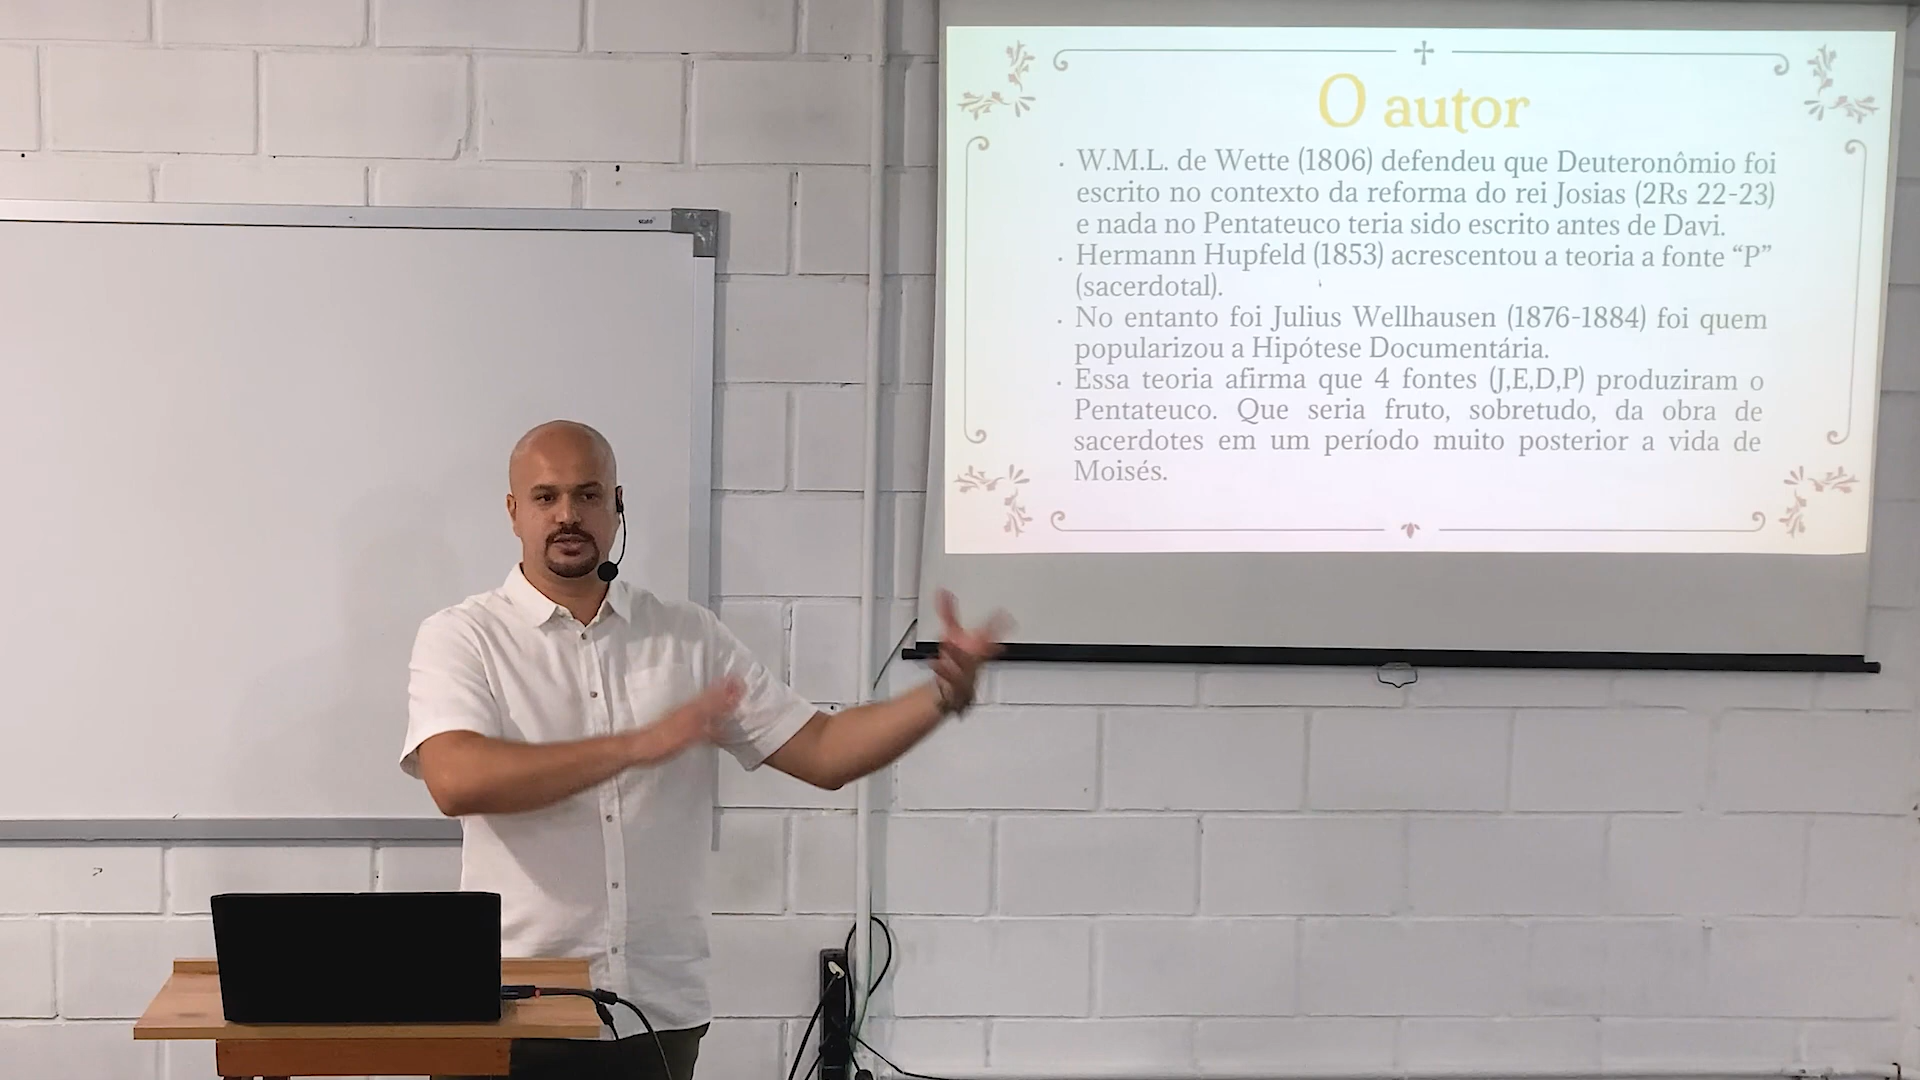 O autor
· W.M.L. de Wette (1806) defendeu que Deuteronômio foi
escrito no contexto da reforma do rei Josias (2Rs 22-23)
e nada no Pentateuco teria sido escrito antes de Davi.
· Hermann Hupfeld (1853) acrescentou a teoria a fonte “P”
(sacerdotal).
· No entanto foi Julius Wellhausen (1876-1884) foi quem
popularizou a Hipótese Documentária.
· Essa teoria afirma que 4 fontes (J,E,D,P) produziram o
Pentateuco. Que seria fruto, sobretudo, da obra de
sacerdotes em um período muito posterior a vida de
Moisés.